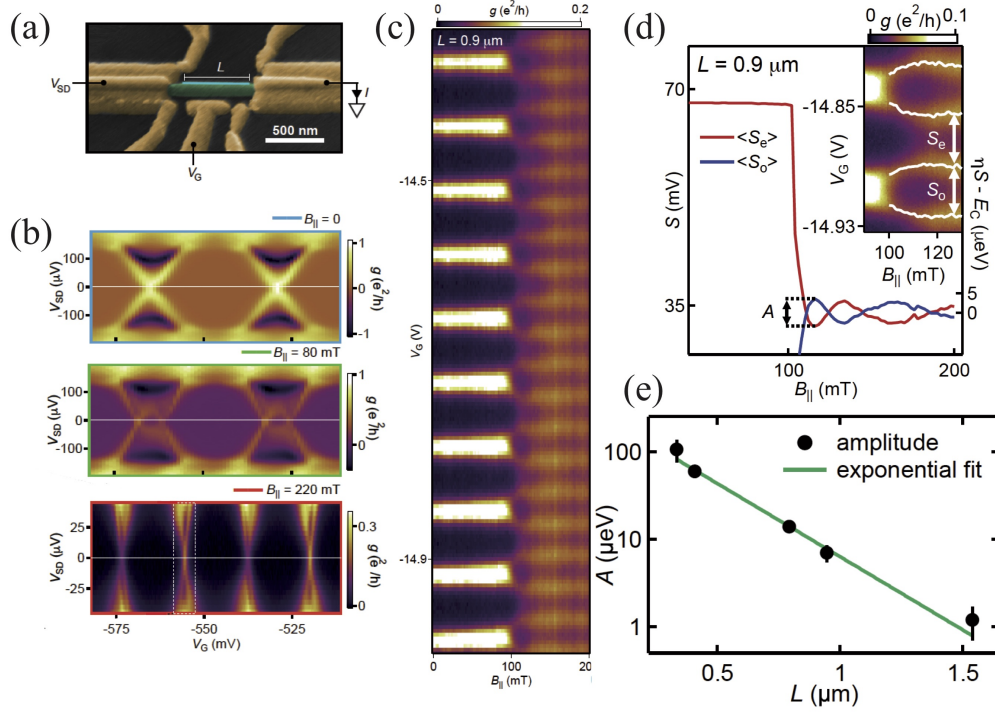 (a)
L
V_SD
I
500 nm
V_G
(b)
B_|| = 0
V_SD (µV)
100
0
-100
1
0
-1
g (e²/h)
B_|| = 80 mT
V_SD (µV)
100
0
-100
1
0
g (e²/h)
B_|| = 220 mT
V_SD (µV)
25
0
-25
0.3
0
g (e²/h)
-575
-550
-525
V_G (mV)
(c)
0
g (e²/h)
0.2
L = 0.9 µm
-14.5
V_G (V)
-14.9
0
100
200
B_|| (mT)
(d)
0
g (e²/h)
0.1
L = 0.9 µm
70
35
S (mV)
<S_e>
<S_o>
-14.85
V_G (V)
-14.93
S_e
S_o
100
120
B_|| (mT)
ηS - E_C (µeV)
5
0
A
100
200
B_|| (mT)
(e)
100
10
1
A (µeV)
amplitude
exponential fit
0.5
1
1.5
L (µm)